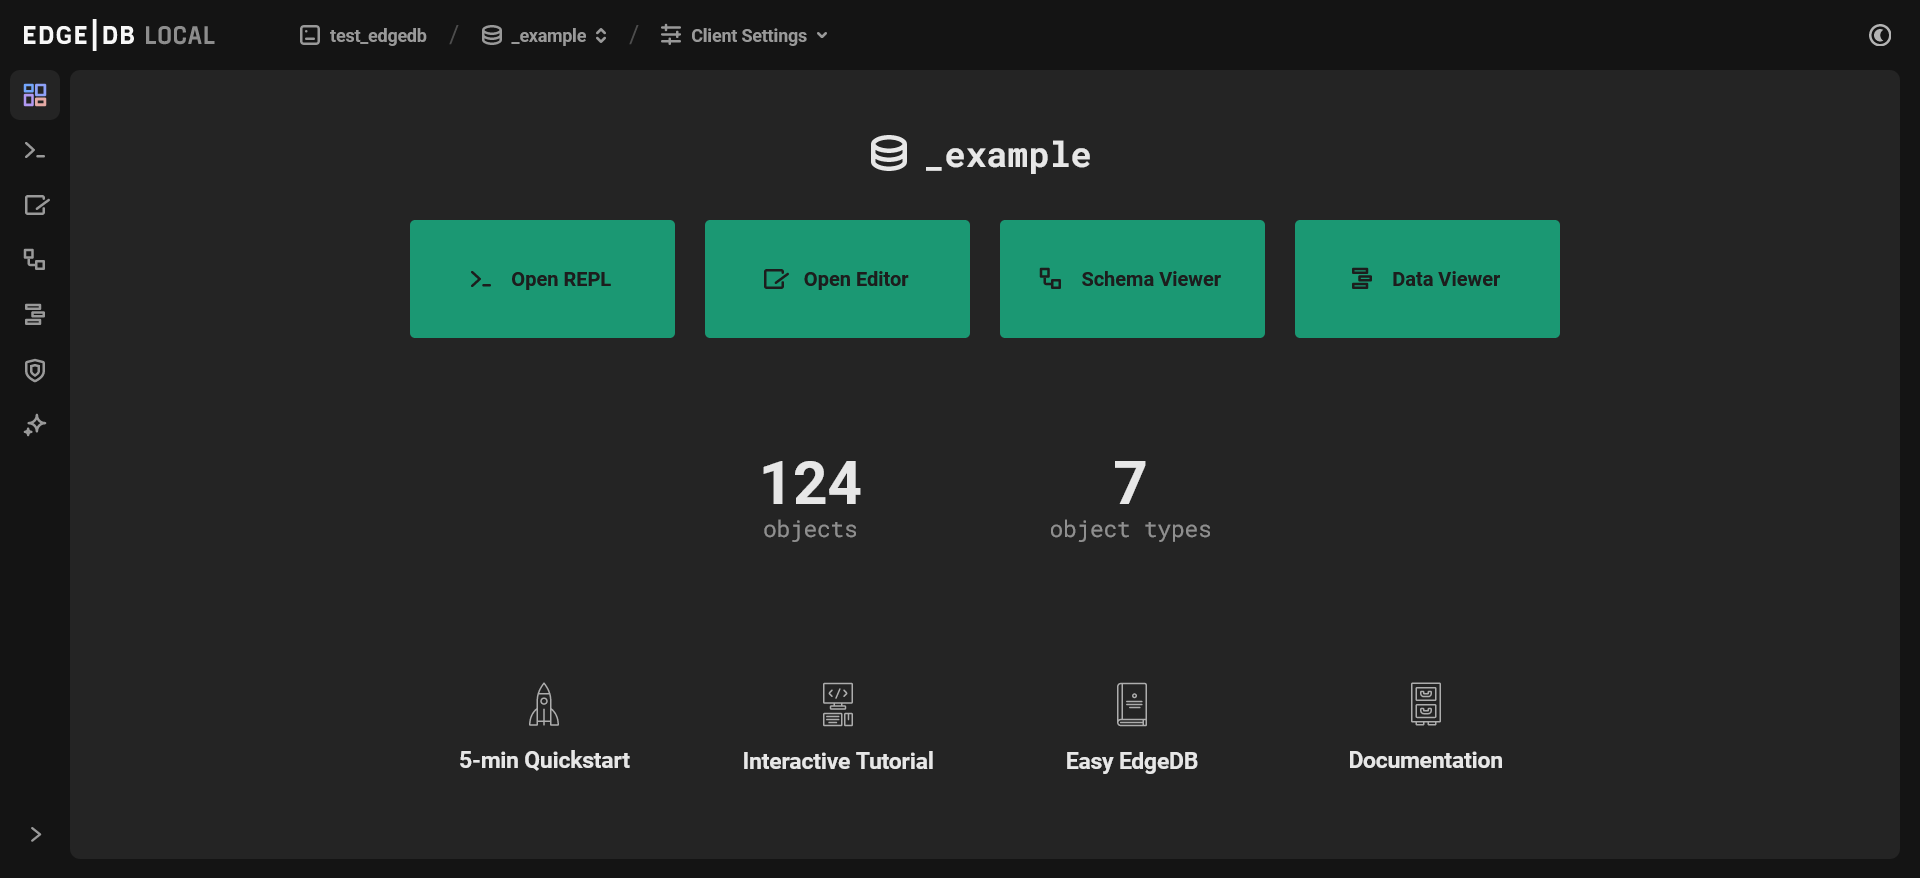 EDGE|DB LOCAL
test_edgedb / _example / Client Settings
_example
Open REPL
Open Editor
Schema Viewer
Data Viewer
124
objects
7
object types
5-min Quickstart
Interactive Tutorial
Easy EdgeDB
Documentation